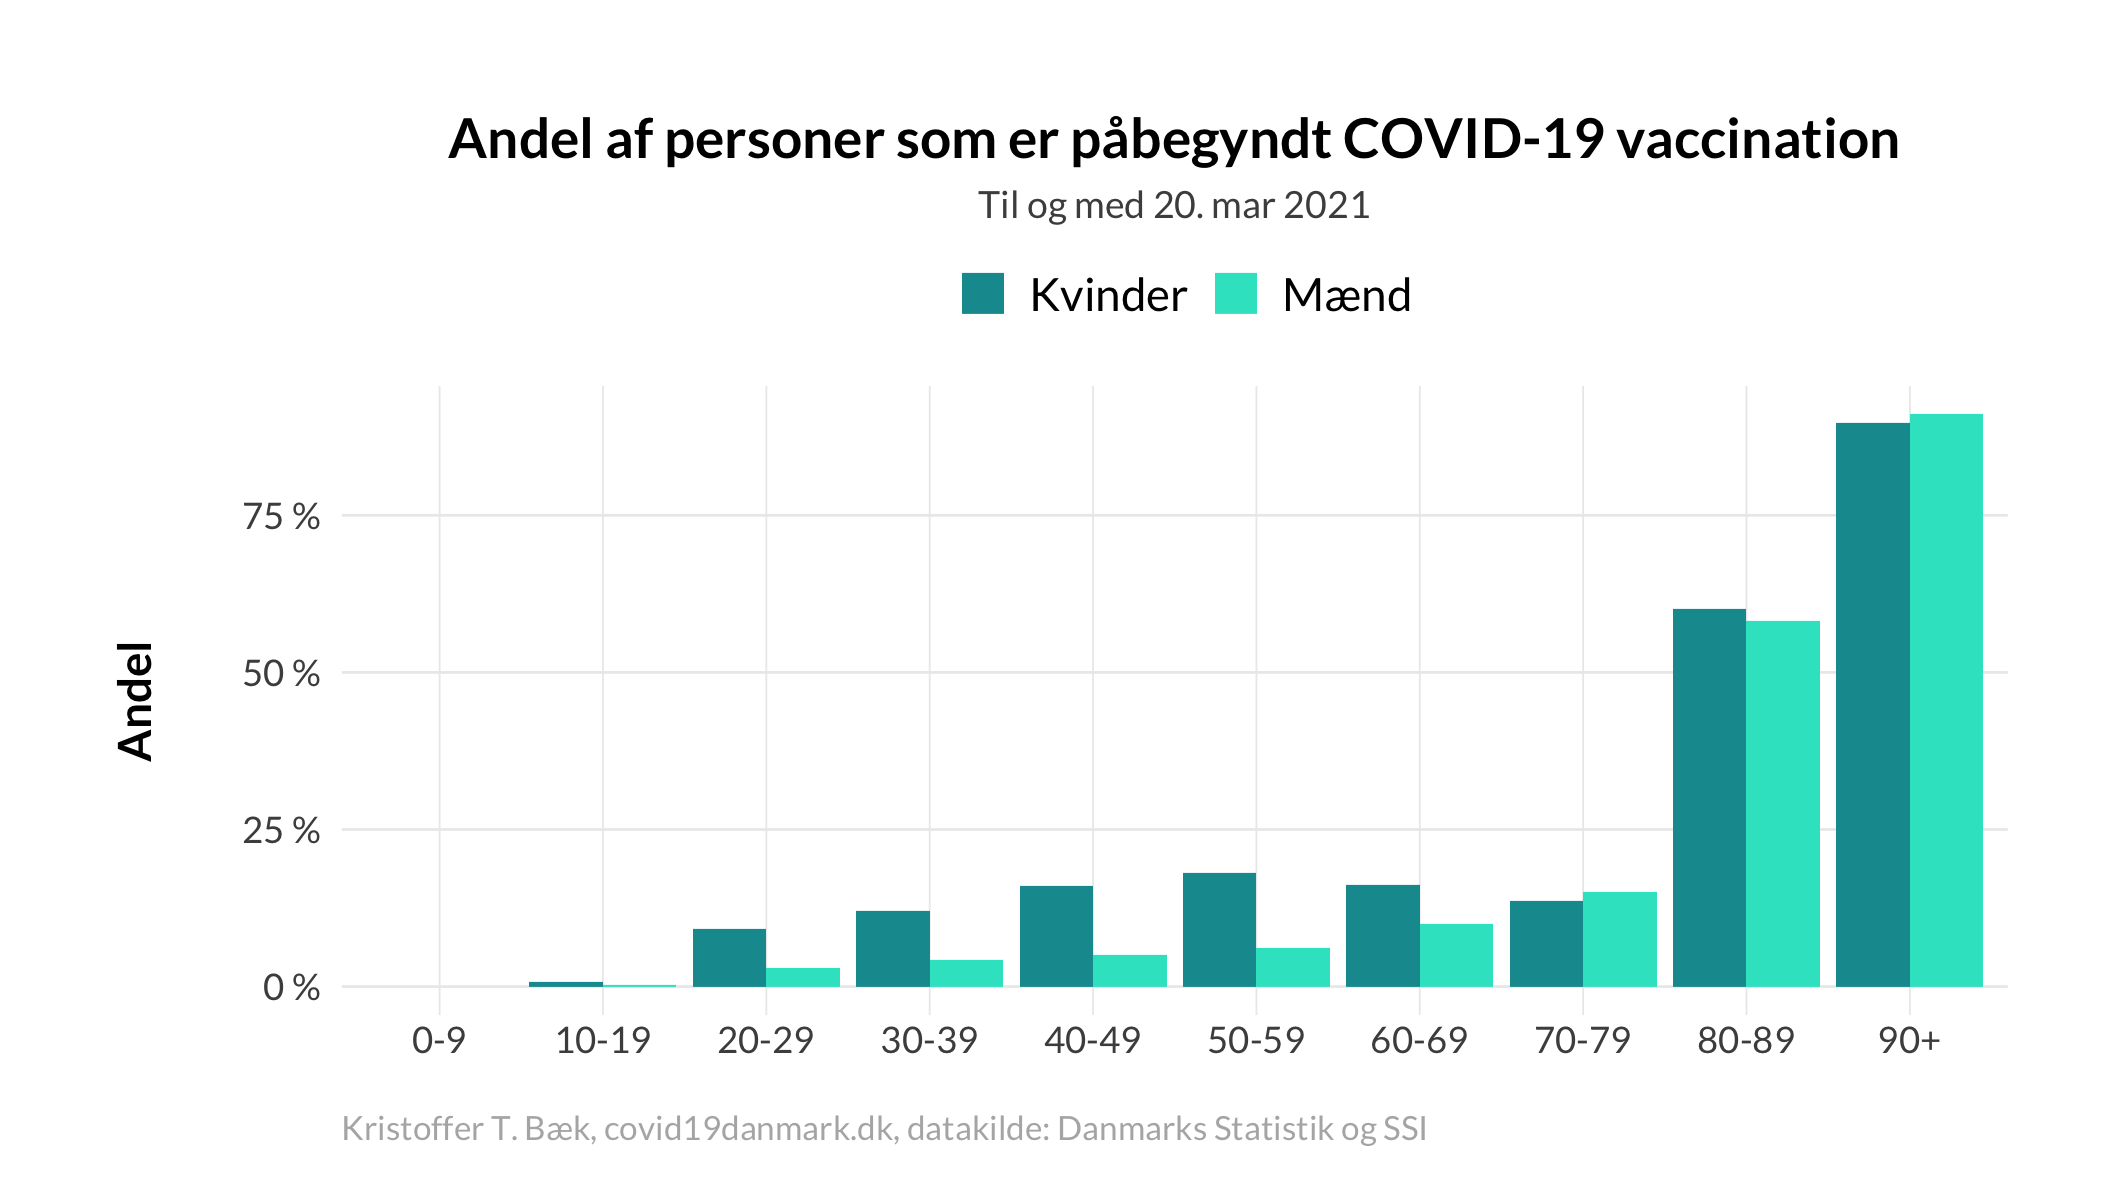 Andel af personer som er påbegyndt COVID-19 vaccination
Til og med 20. mar 2021
Kvinder Mænd
Andel
75 %
50 %
25 %
0 %
0-9 10-19 20-29 30-39 40-49 50-59 60-69 70-79 80-89 90+
Kristoffer T. Bæk, covid19danmark.dk, datakilde: Danmarks Statistik og SSI